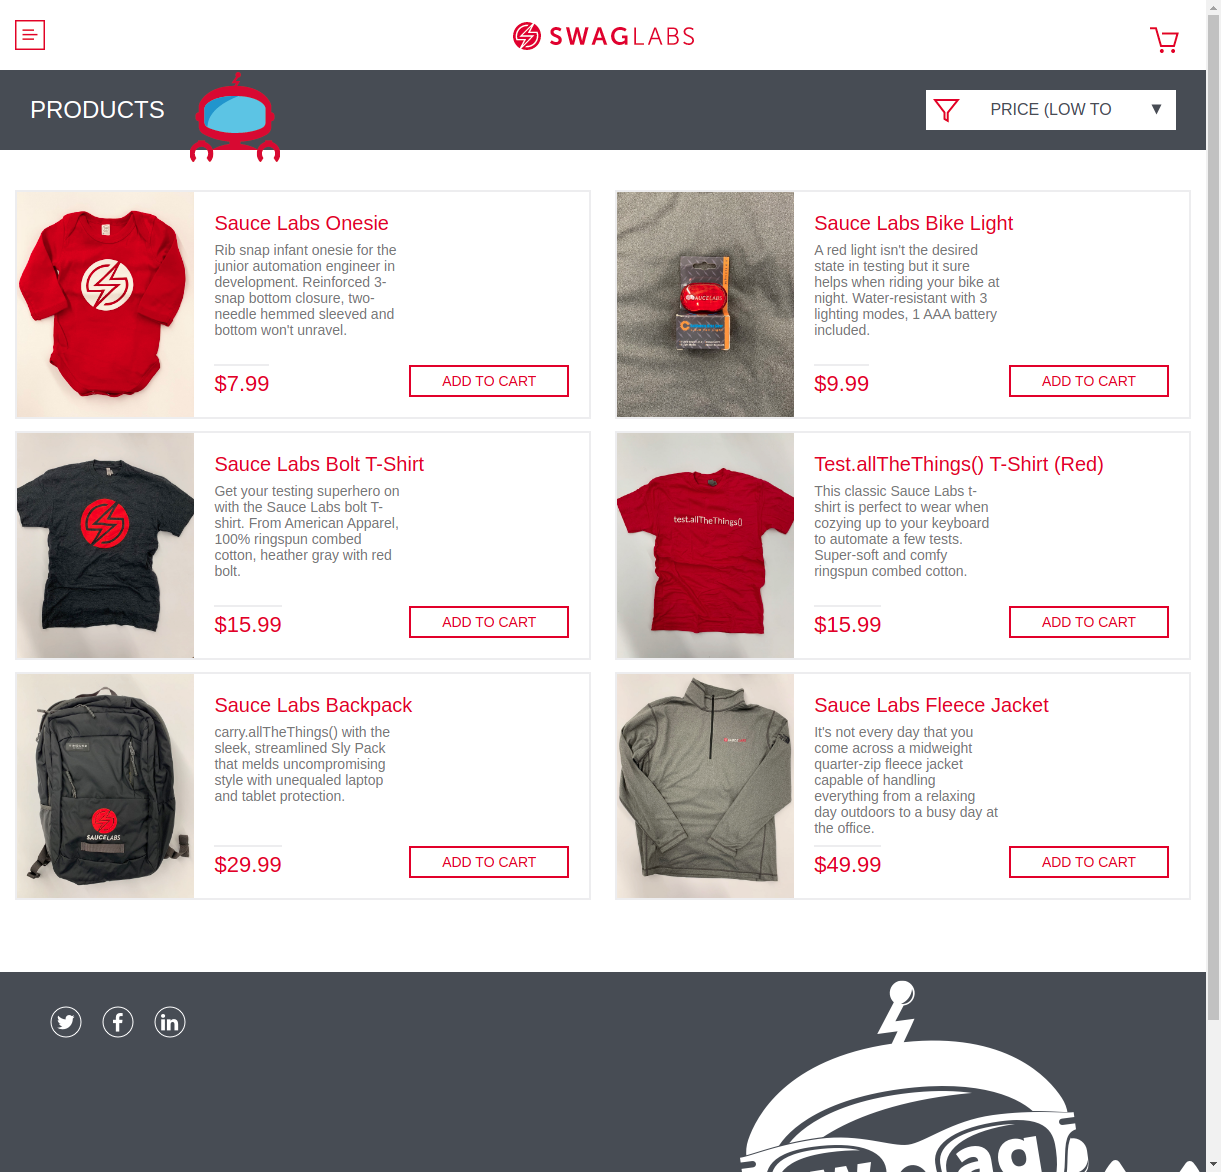 SWAGLABS
PRODUCTS
PRICE (LOW TO
▼
Sauce Labs Onesie
Rib snap infant onesie for the
junior automation engineer in
development. Reinforced 3-
snap bottom closure, two-
needle hemmed sleeved and
bottom won't unravel.
$7.99
ADD TO CART
Sauce Labs Bike Light
A red light isn't the desired
state in testing but it sure
helps when riding your bike at
night. Water-resistant with 3
lighting modes, 1 AAA battery
included.
$9.99
ADD TO CART
SAUCELABS
Sauce Labs Bolt T-Shirt
Get your testing superhero on
with the Sauce Labs bolt T-
shirt. From American Apparel,
100% ringspun combed
cotton, heather gray with red
bolt.
$15.99
ADD TO CART
test.allTheThings()
Test.allTheThings() T-Shirt (Red)
This classic Sauce Labs t-
shirt is perfect to wear when
cozying up to your keyboard
to automate a few tests.
Super-soft and comfy
ringspun combed cotton.
$15.99
ADD TO CART
SAUCELABS
Sauce Labs Backpack
carry.allTheThings() with the
sleek, streamlined Sly Pack
that melds uncompromising
style with unequaled laptop
and tablet protection.
$29.99
ADD TO CART
Sauce Labs Fleece Jacket
It's not every day that you
come across a midweight
quarter-zip fleece jacket
capable of handling
everything from a relaxing
day outdoors to a busy day at
the office.
$49.99
ADD TO CART